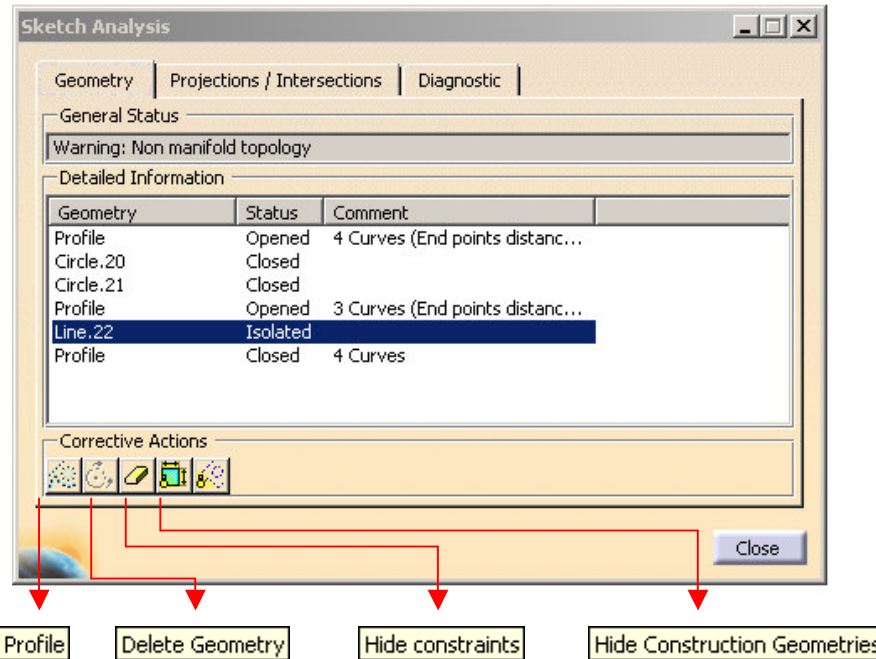 Sketch Analysis
Geometry Projections / Intersections Diagnostic
General Status
Warning: Non manifold topology
Detailed Information
Geometry Status Comment
Profile Opened 4 Curves (End points distanc...
Circle.20 Closed
Circle.21 Closed
Profile Opened 3 Curves (End points distanc...
Line.22 Isolated
Profile Closed 4 Curves
Corrective Actions
Close
Profile Delete Geometry Hide constraints Hide Construction Geometries